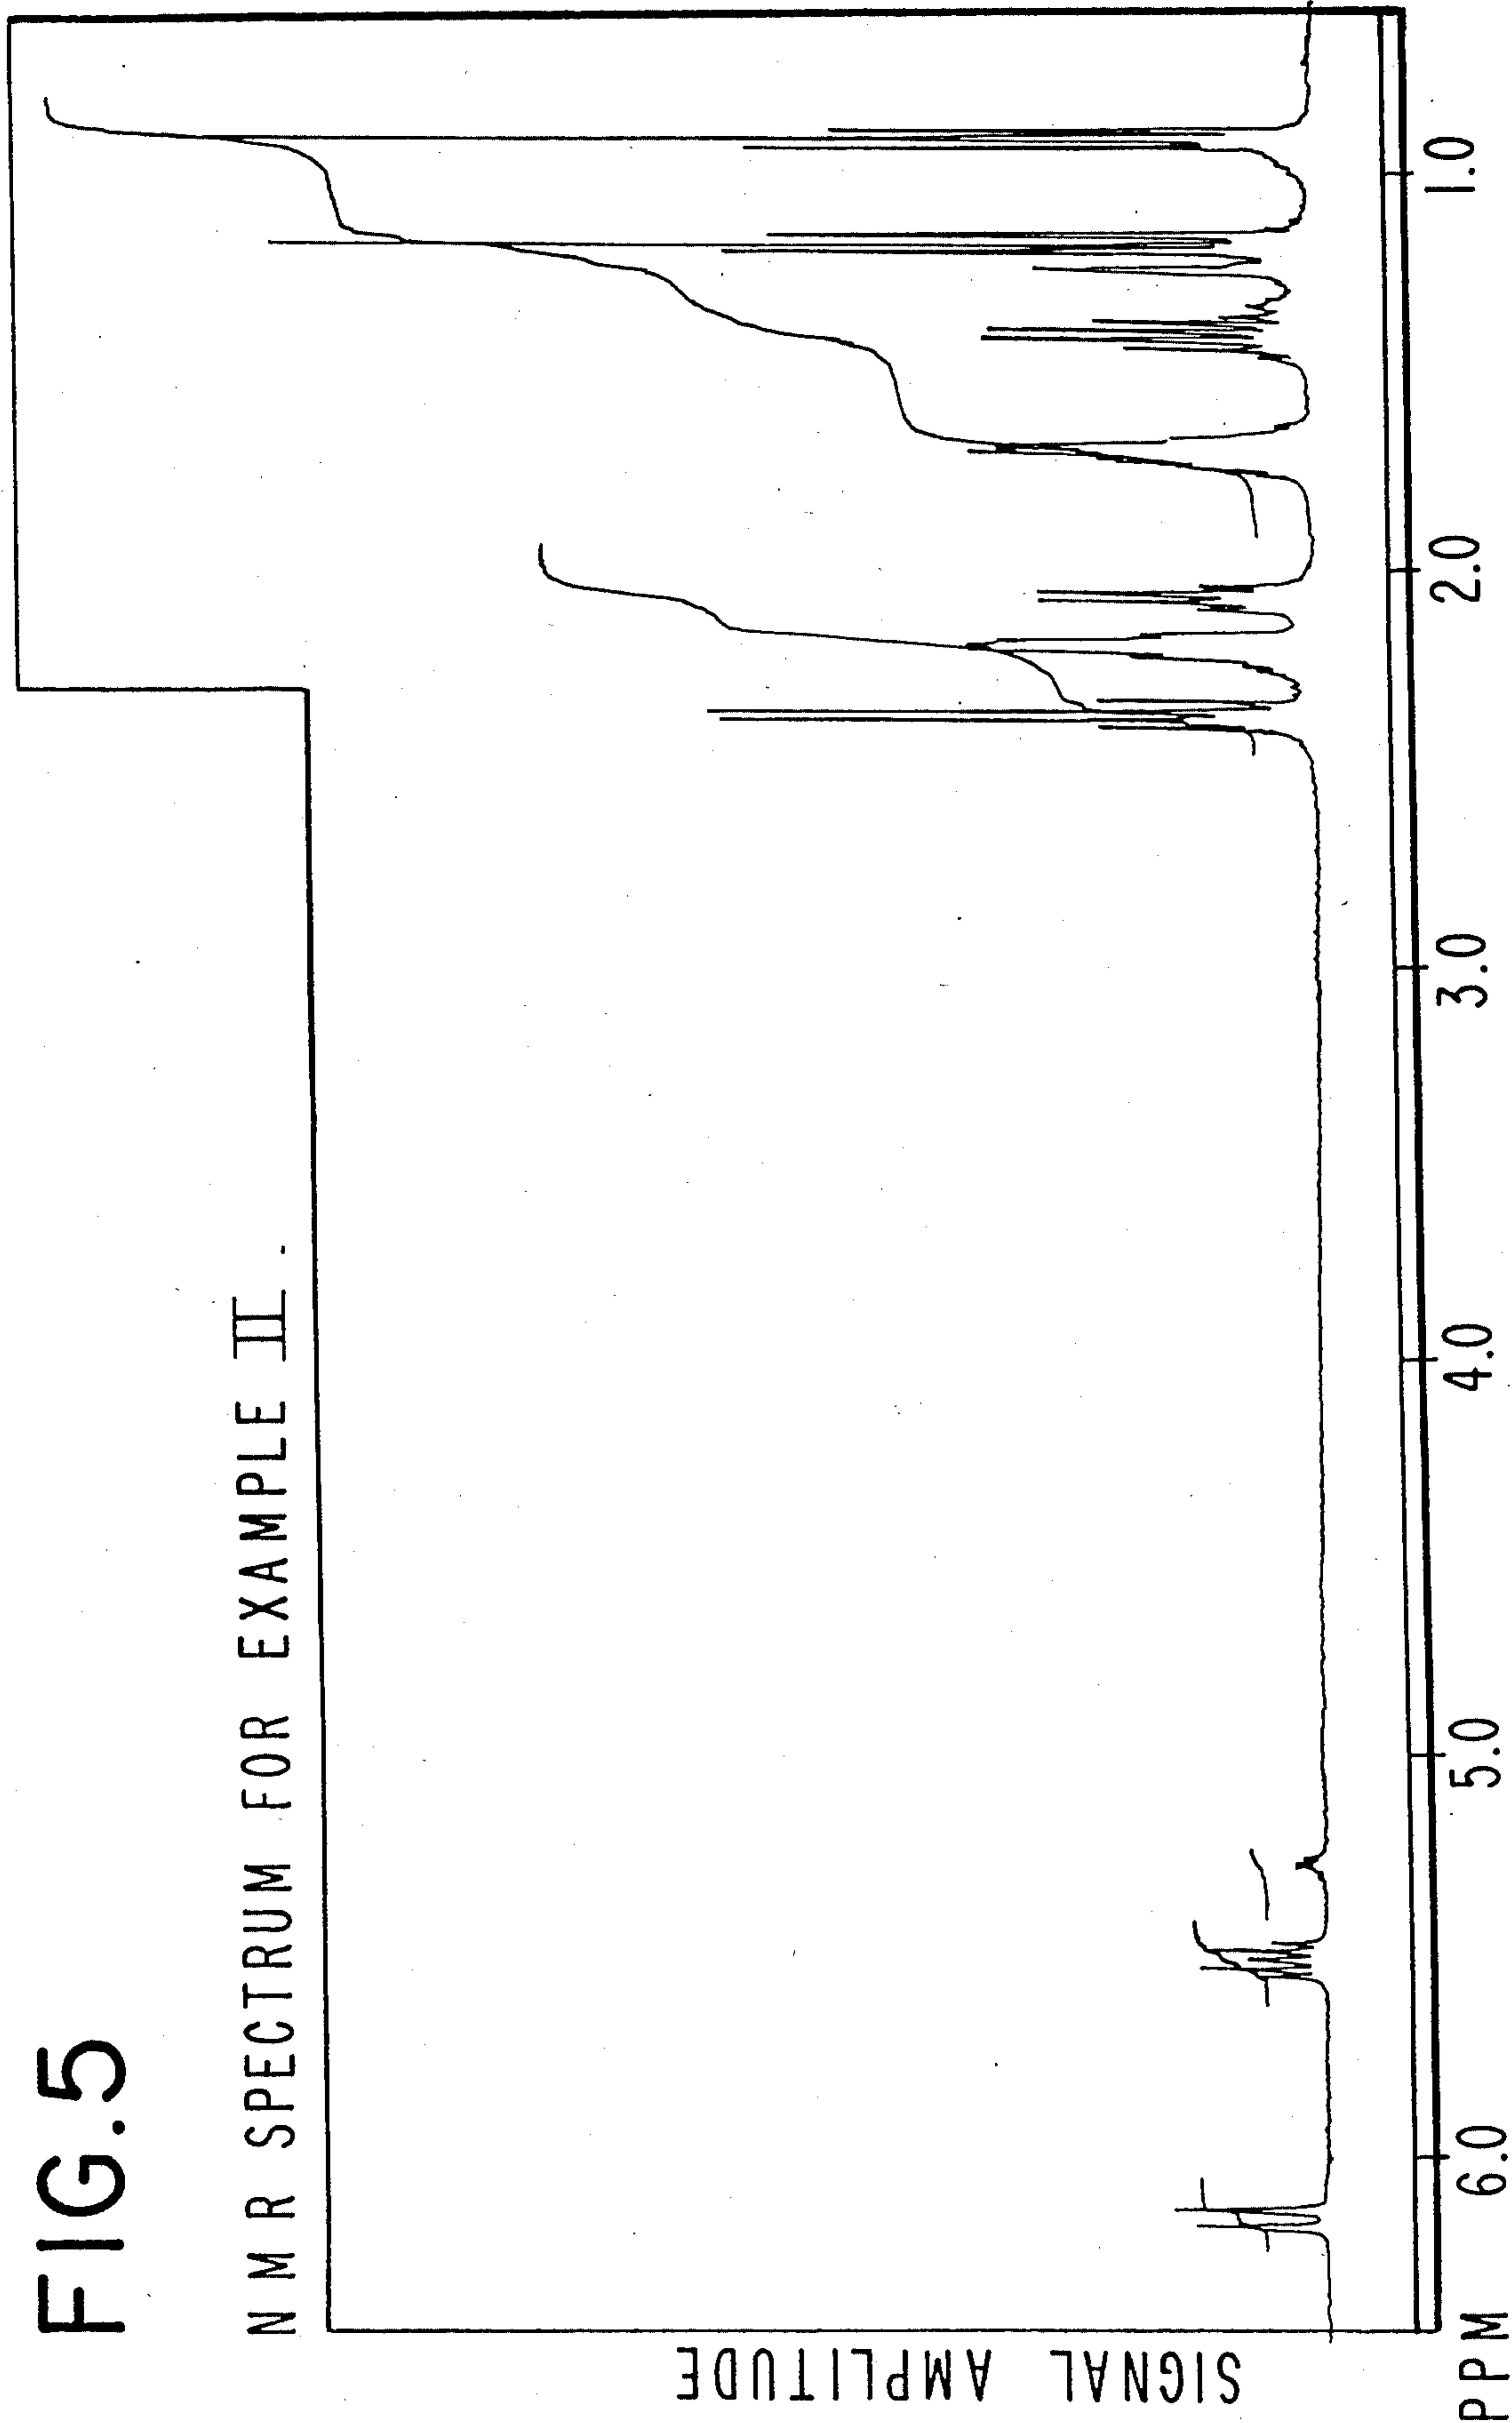 FIG.5
NMR SPECTRUM FOR EXAMPLE II.
SIGNAL AMPLITUDE
PPM 6.0 5.0 4.0 3.0 2.0 1.0